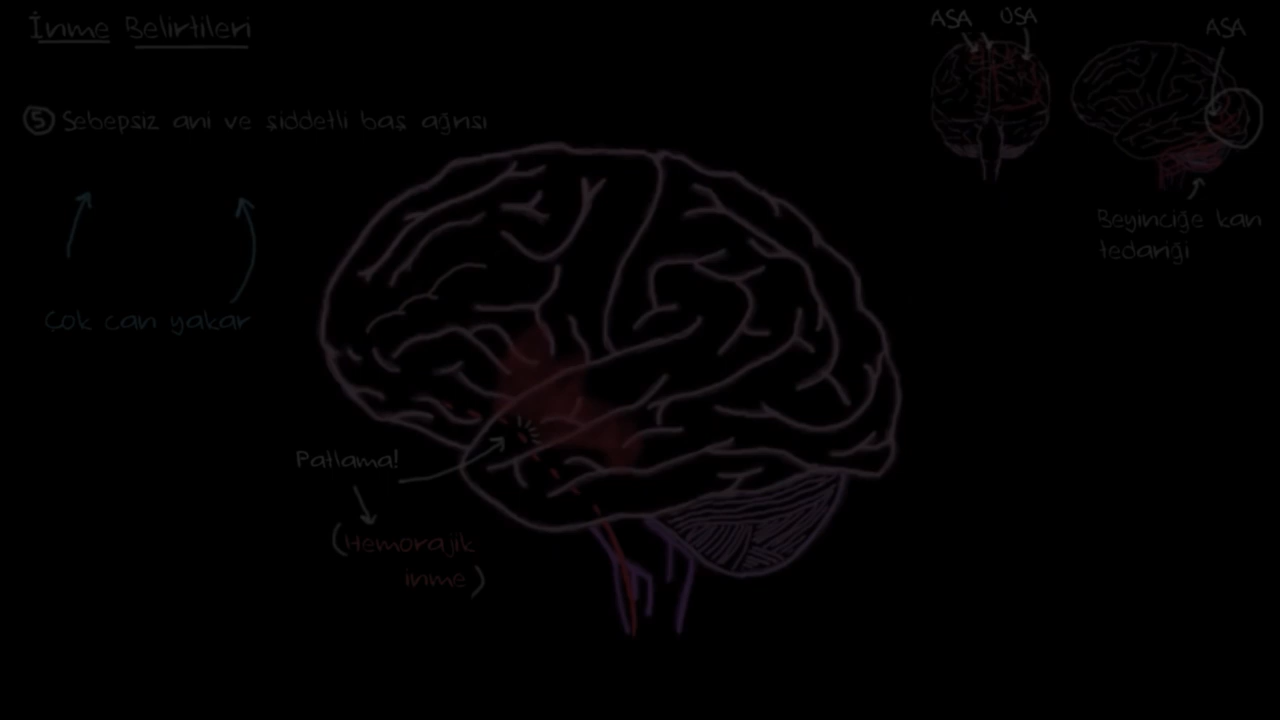 İnme Belirtileri
ASA ÜSA
ASA
5 Sebepsiz ani ve şiddetli baş ağrısı
Beyinciğe kan
tedariği
Çok can yakar
Patlama!
(Hemorajik
inme)